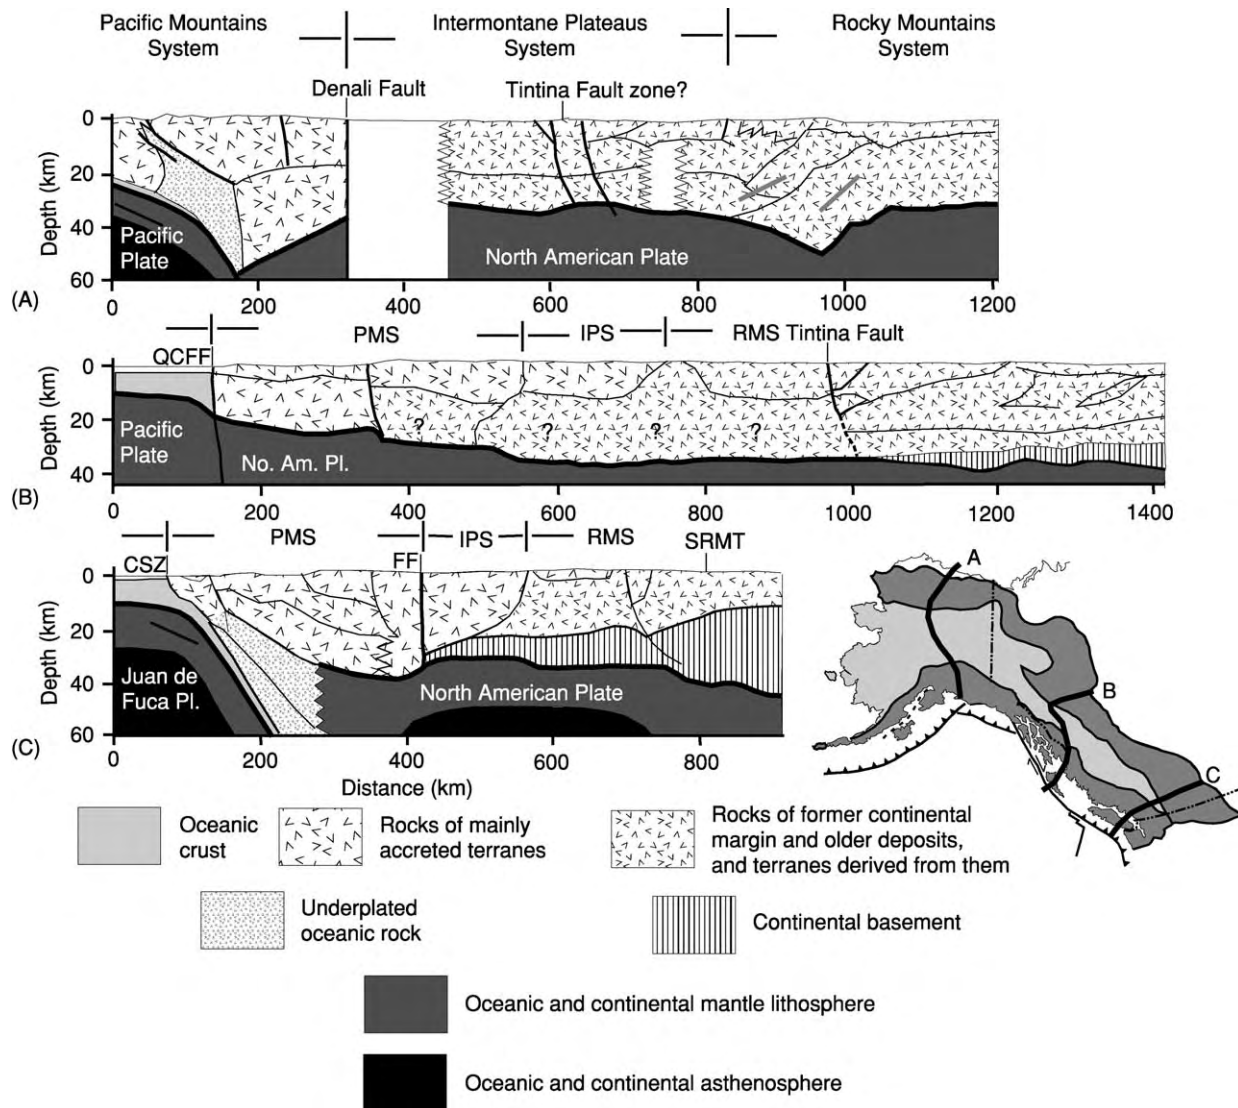 Pacific Mountains
System
Intermontane Plateaus
System
Rocky Mountains
System
Denali Fault
Tintina Fault zone?
0
20
40
60
Depth (km)
Pacific
Plate
North American Plate
(A)
0 200 400 600 800 1000 1200
PMS IPS RMS Tintina Fault
QCFF
0
20
40
Depth (km)
Pacific
Plate
No. Am. Pl.
? ? ? ?
(B)
0 200 400 600 800 1000 1200 1400
PMS IPS RMS
CSZ FF SRMT
0
20
40
60
Depth (km)
Juan de
Fuca Pl.
North American Plate
(C)
0 200 400 600 800
Distance (km)
A
B
C
Oceanic
crust
Rocks of mainly
accreted terranes
Rocks of former continental
margin and older deposits,
and terranes derived from them
Underplated
oceanic rock
Continental basement
Oceanic and continental mantle lithosphere
Oceanic and continental asthenosphere